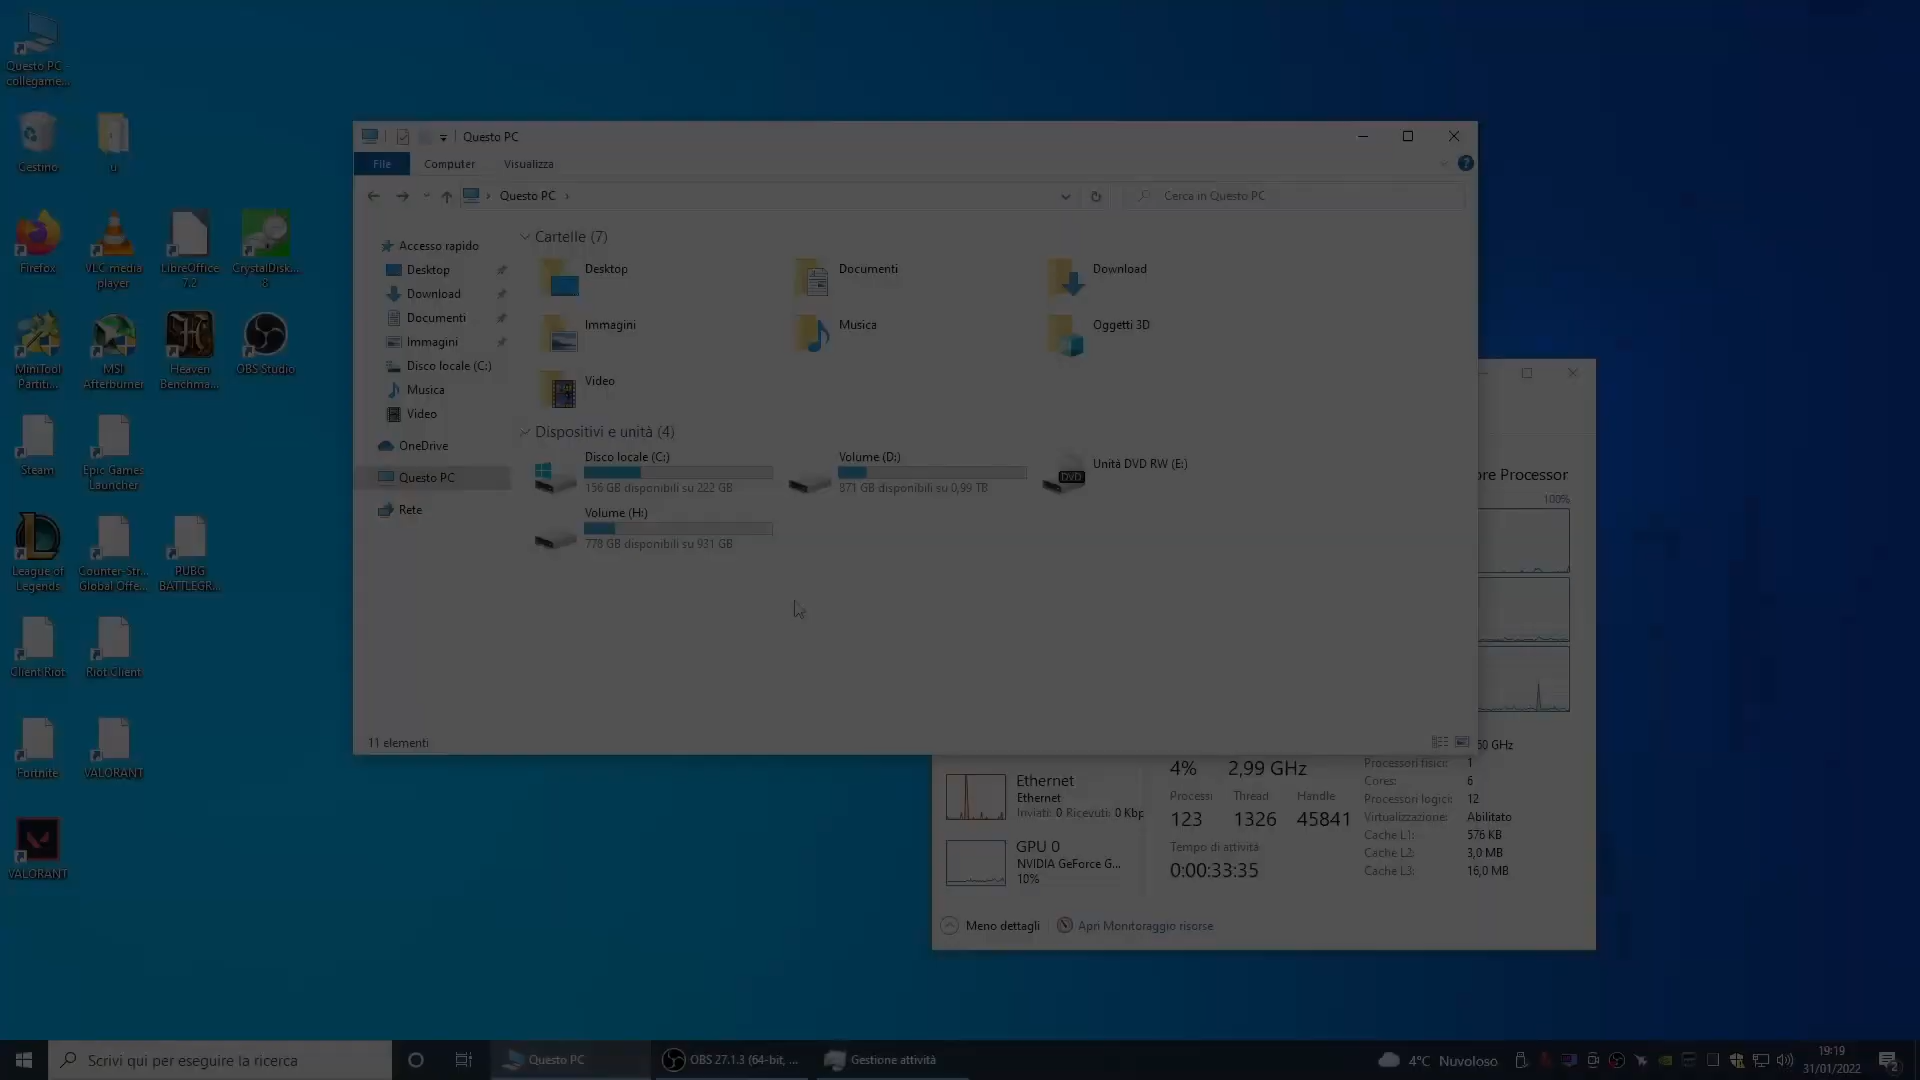 Questo PC -
collegame...
Cestino
u
Firefox
VLC media
player
LibreOffice
7.2
CrystalDisk...
8
MiniTool
Partiti...
MSI
Afterburner
Heaven
Benchma...
OBS Studio
Steam
Epic Games
Launcher
League of
Legends
Counter-Str...
Global Offe...
PUBG
BATTLEGR...
ClientRiot
Riot Client
Fortnite
VALORANT
VALORANT
Questo PC
File
Computer
Visualizza
Questo PC
Cerca in Questo PC
Accesso rapido
Desktop
Download
Documenti
Immagini
Disco locale (C:)
Musica
Video
OneDrive
Questo PC
Rete
Cartelle (7)
Desktop
Documenti
Download
Immagini
Musica
Oggetti 3D
Video
Dispositivi e unità (4)
Disco locale (C:)
156 GB disponibili su 222 GB
Volume (D:)
871 GB disponibili su 0,99 TB
DVD
Unità DVD RW (E:)
Volume (H:)
778 GB disponibili su 931 GB
11 elementi
ore Processor
100%
60 GHz
Ethernet
Ethernet
Inviati: 0 Ricevuti: 0 Kbp
GPU 0
NVIDIA GeForce G...
10%
4%
2,99 GHz
Processi
Thread
Handle
123
1326
45841
Tempo di attività
0:00:33:35
Processori fisici: 1
Cores: 6
Processori logici: 12
Virtualizzazione: Abilitato
Cache L1: 576 KB
Cache L2: 3,0 MB
Cache L3: 16,0 MB
Meno dettagli
Apri Monitoraggio risorse
Scrivi qui per eseguire la ricerca
Questo PC
OBS 27.1.3 (64-bit, ...
Gestione attività
4°C Nuvoloso
19:19
31/01/2022
2